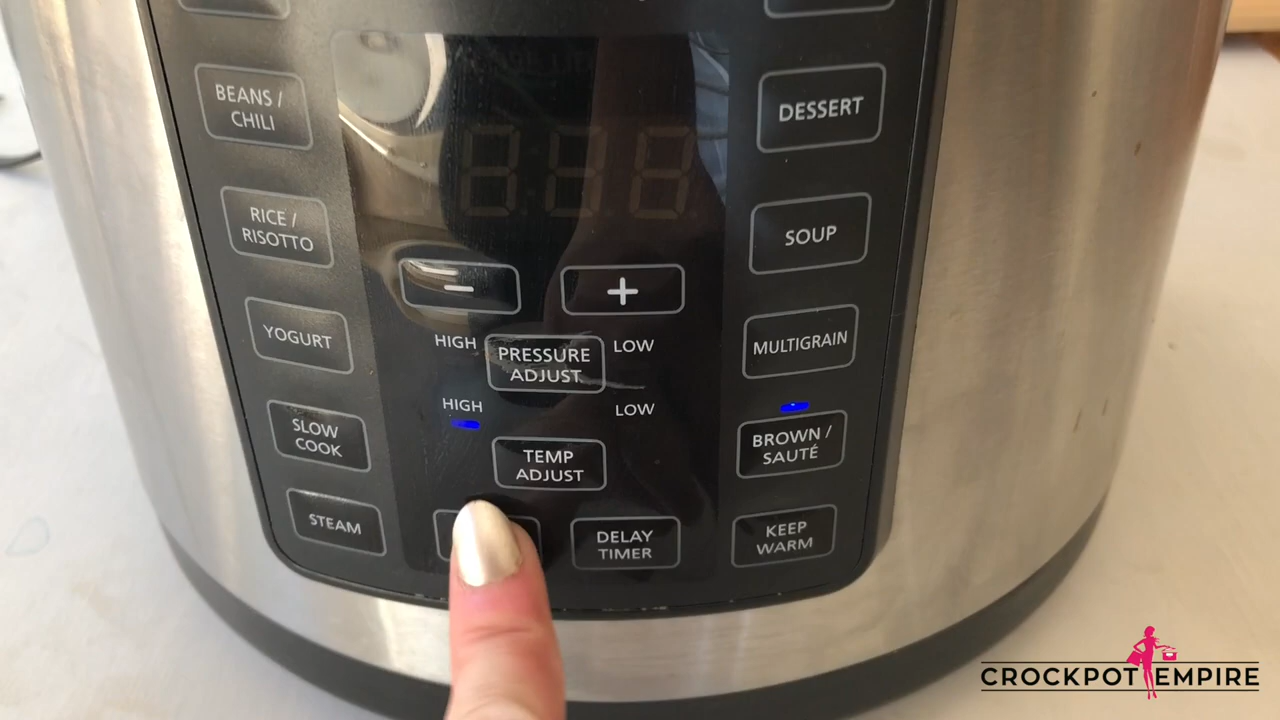 BEANS /
CHILI
DESSERT
RICE /
RISOTTO
SOUP
−
+
YOGURT
HIGH
PRESSURE
ADJUST
LOW
MULTIGRAIN
HIGH
LOW
SLOW
COOK
TEMP
ADJUST
BROWN /
SAUTÉ
STEAM
DELAY
TIMER
KEEP
WARM
CROCKPOT EMPIRE